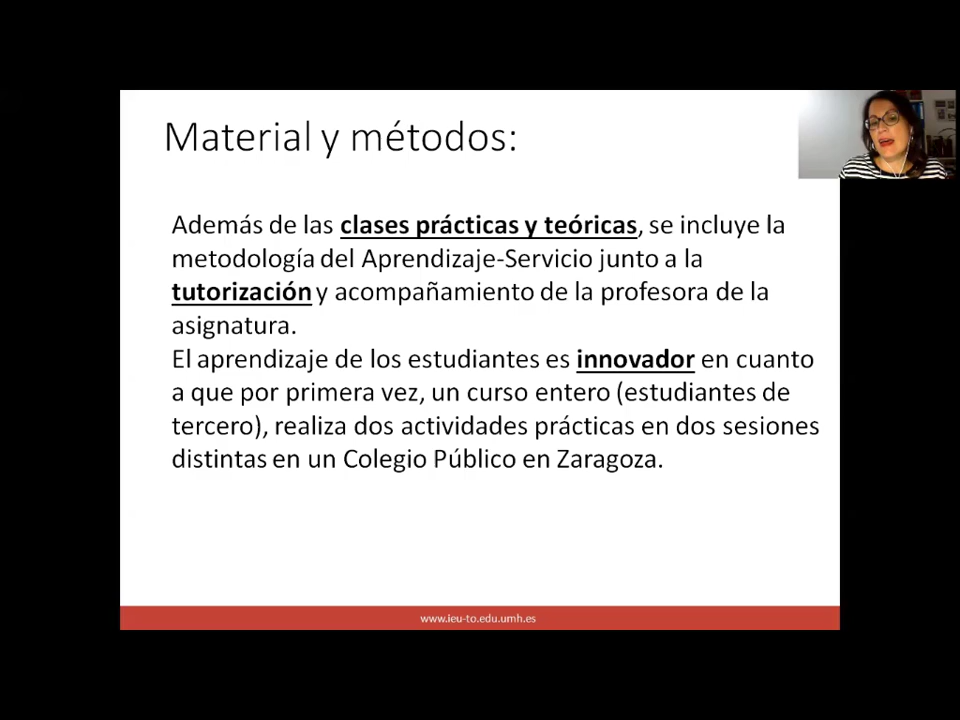 Material y métodos:
Además de las clases prácticas y teóricas, se incluye la
metodología del Aprendizaje-Servicio junto a la
tutorización y acompañamiento de la profesora de la
asignatura.
El aprendizaje de los estudiantes es innovador en cuanto
a que por primera vez, un curso entero (estudiantes de
tercero), realiza dos actividades prácticas en dos sesiones
distintas en un Colegio Público en Zaragoza.
www.ieu-to.edu.umh.es